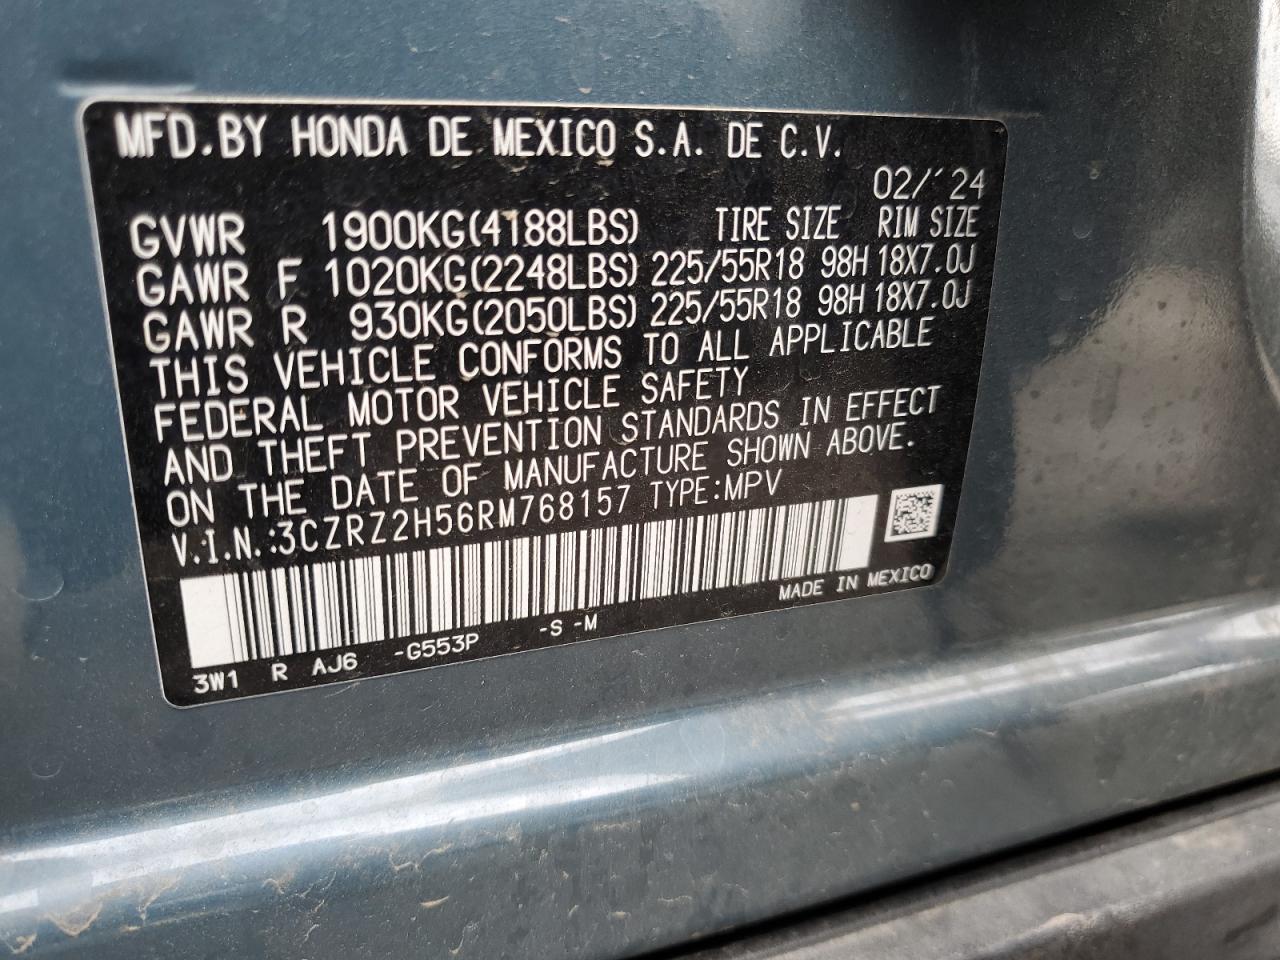 MFD.BY HONDA DE MEXICO S.A. DE C.V.
02/'24
GVWR 1900KG(4188LBS) TIRE SIZE RIM SIZE
GAWR F 1020KG(2248LBS) 225/55R18 98H 18X7.0J
GAWR R 930KG(2050LBS) 225/55R18 98H 18X7.0J
THIS VEHICLE CONFORMS TO ALL APPLICABLE
FEDERAL MOTOR VEHICLE SAFETY
AND THEFT PREVENTION STANDARDS IN EFFECT
ON THE DATE OF MANUFACTURE SHOWN ABOVE.
V.I.N.:3CZRZ2H56RM768157 TYPE:MPV
MADE IN MEXICO
3W1 R AJ6 -G553P -S -M